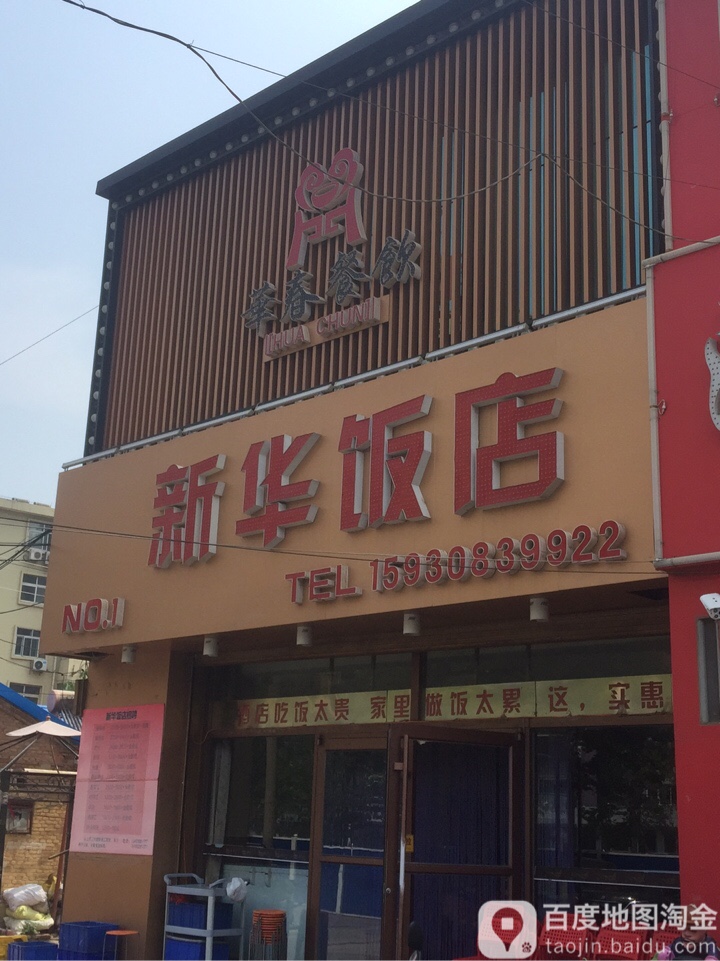 華春餐飲
HUA CHUN
新华饭店
TEL 15930839922
NO.1
酒店吃饭太贵 家里做饭太累 这，实惠
百度地图淘金
taojin.baidu.com